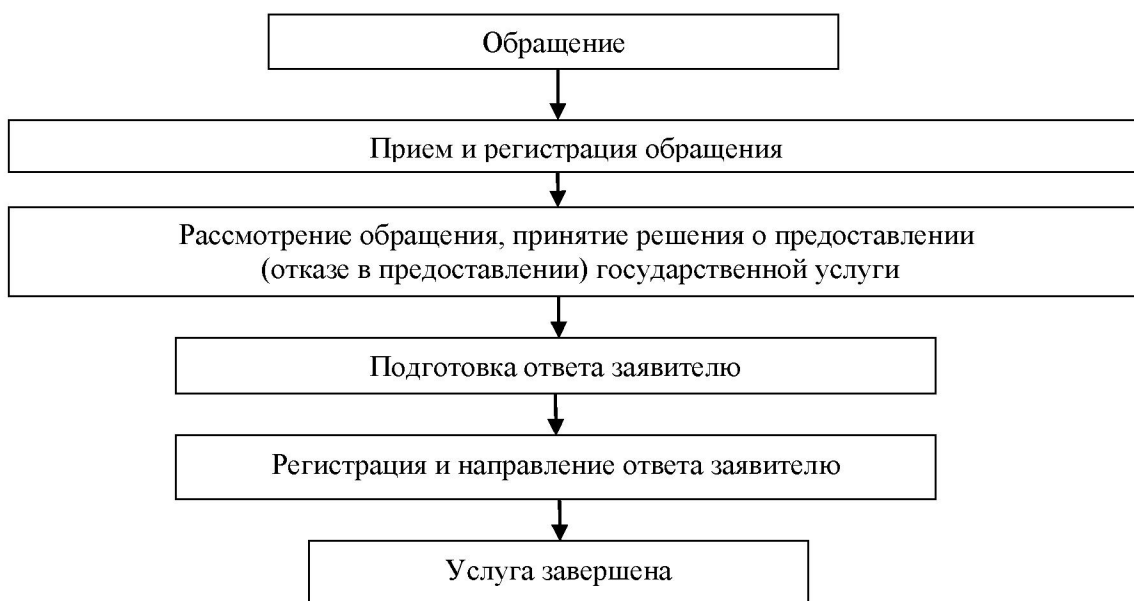 Обращение
Прием и регистрация обращения
Рассмотрение обращения, принятие решения о предоставлении
(отказе в предоставлении) государственной услуги
Подготовка ответа заявителю
Регистрация и направление ответа заявителю
Услуга завершена